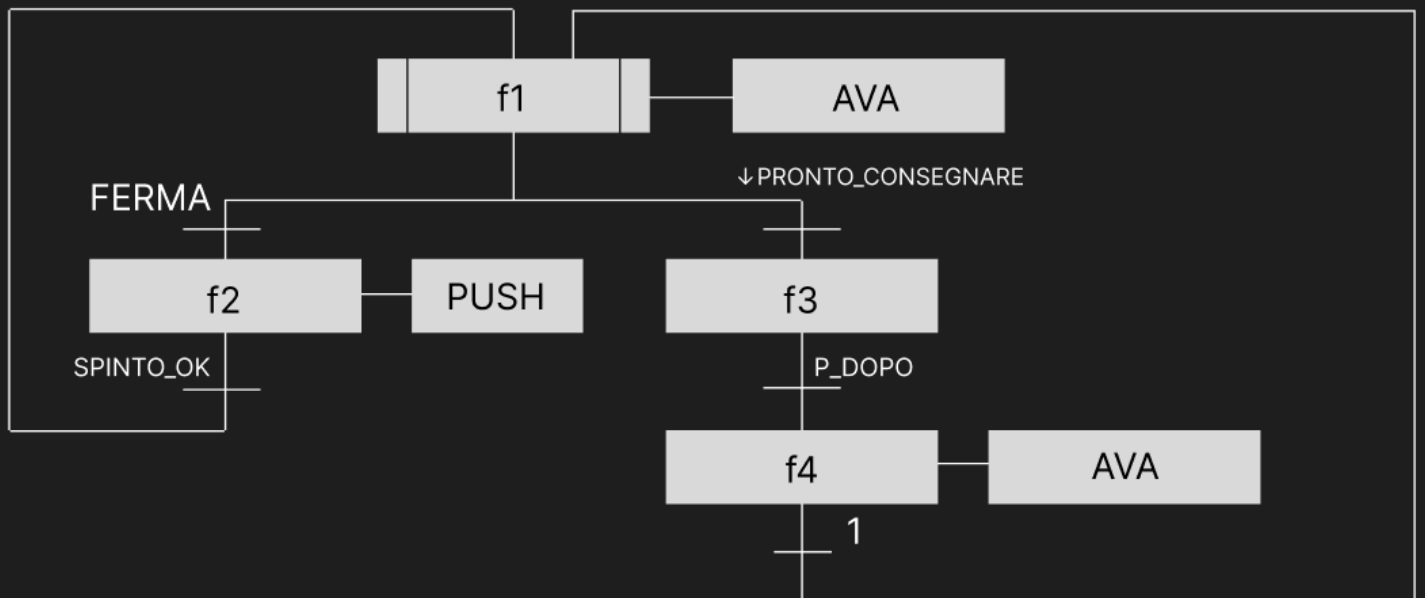 f1
AVA
↓PRONTO_CONSEGNARE
FERMA
f2
PUSH
f3
SPINTO_OK
P_DOPO
f4
AVA
1